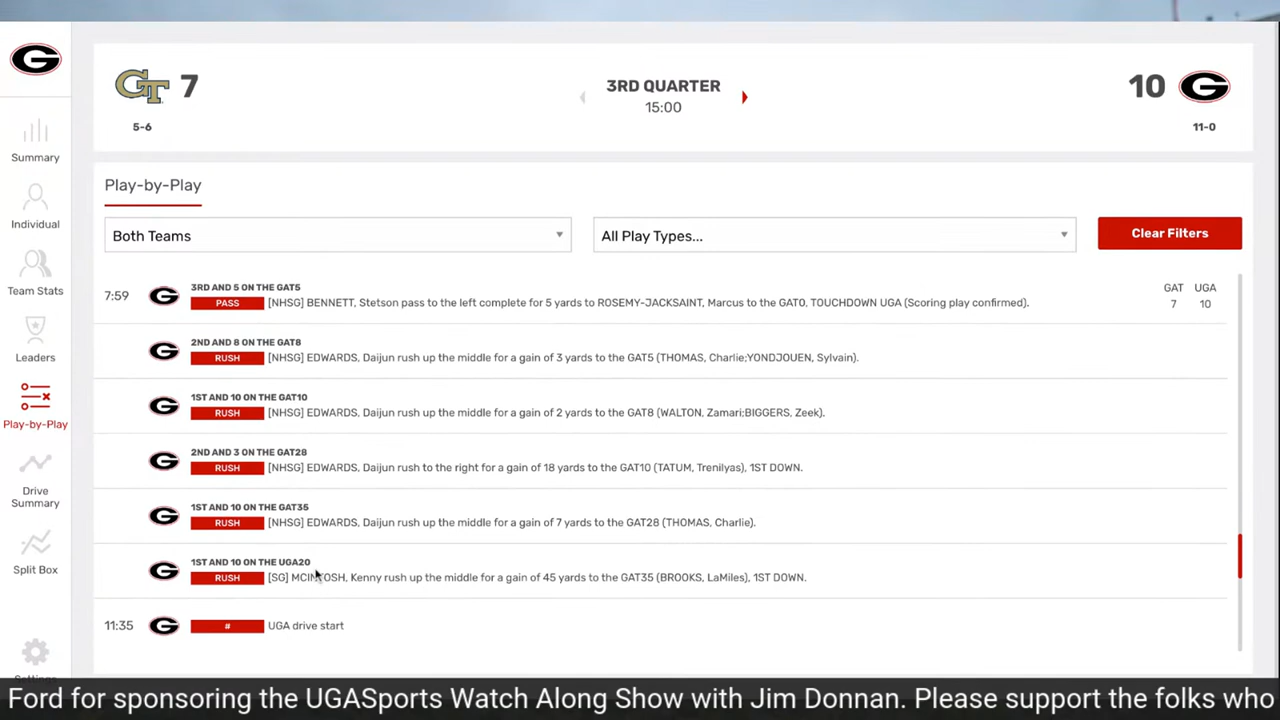 G
GT 7
3RD QUARTER
15:00
10 G
5-6
11-0
Summary
Individual
Team Stats
Leaders
Play-by-Play
Drive Summary
Split Box
Play-by-Play
Both Teams
All Play Types...
Clear Filters
GAT UGA
7 10
7:59 G 3RD AND 5 ON THE GAT5
PASS [NHSG] BENNETT, Stetson pass to the left complete for 5 yards to ROSEMY-JACKSAINT, Marcus to the GAT0, TOUCHDOWN UGA (Scoring play confirmed).
G 2ND AND 8 ON THE GAT8
RUSH [NHSG] EDWARDS, Daijun rush up the middle for a gain of 3 yards to the GAT5 (THOMAS, Charlie;YONDJOUEN, Sylvain).
G 1ST AND 10 ON THE GAT10
RUSH [NHSG] EDWARDS, Daijun rush up the middle for a gain of 2 yards to the GAT8 (WALTON, Zamari;BIGGERS, Zeek).
G 2ND AND 3 ON THE GAT28
RUSH [NHSG] EDWARDS, Daijun rush to the right for a gain of 18 yards to the GAT10 (TATUM, Trenilyas), 1ST DOWN.
G 1ST AND 10 ON THE GAT35
RUSH [NHSG] EDWARDS, Daijun rush up the middle for a gain of 7 yards to the GAT28 (THOMAS, Charlie).
G 1ST AND 10 ON THE UGA20
RUSH [SG] MCINTOSH, Kenny rush up the middle for a gain of 45 yards to the GAT35 (BROOKS, LaMiles), 1ST DOWN.
11:35 G # UGA drive start
Ford for sponsoring the UGASports Watch Along Show with Jim Donnan. Please support the folks who